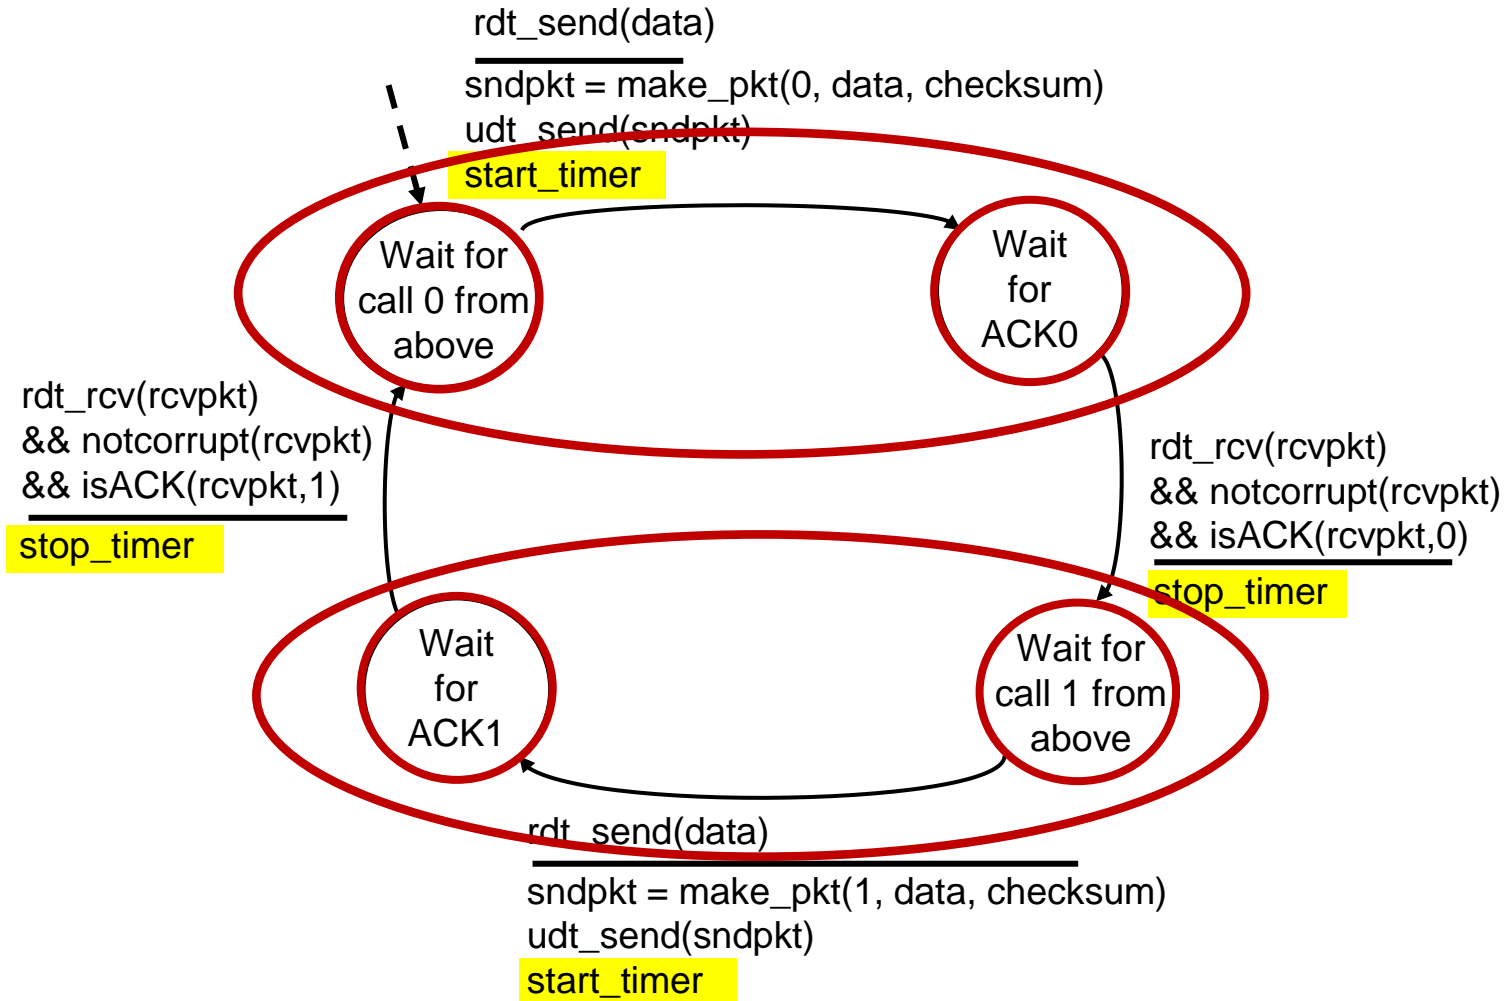 rdt_send(data)
sndpkt = make_pkt(0, data, checksum)
udt_send(sndpkt)
start_timer
Wait for
call 0 from
above
Wait
for
ACK0
rdt_rcv(rcvpkt)
&& notcorrupt(rcvpkt)
&& isACK(rcvpkt,1)
stop_timer
rdt_rcv(rcvpkt)
&& notcorrupt(rcvpkt)
&& isACK(rcvpkt,0)
stop_timer
Wait
for
ACK1
Wait for
call 1 from
above
rdt_send(data)
sndpkt = make_pkt(1, data, checksum)
udt_send(sndpkt)
start_timer